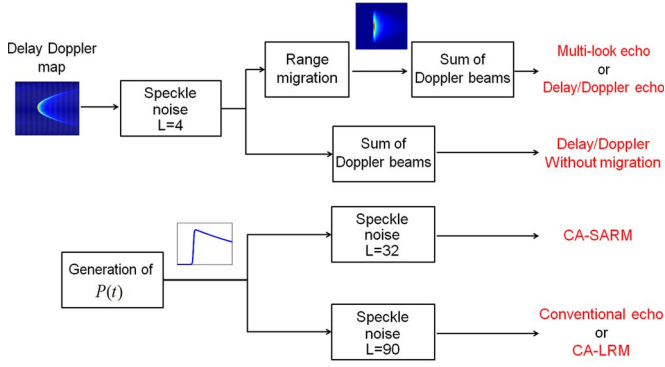 Delay Doppler
map
Speckle
noise
L=4
Range
migration
Sum of
Doppler beams
Multi-look echo
or
Delay/Doppler echo
Sum of
Doppler beams
Delay/Doppler
Without migration
Generation of
P(t)
Speckle
noise
L=32
CA-SARM
Speckle
noise
L=90
Conventional echo
or
CA-LRM